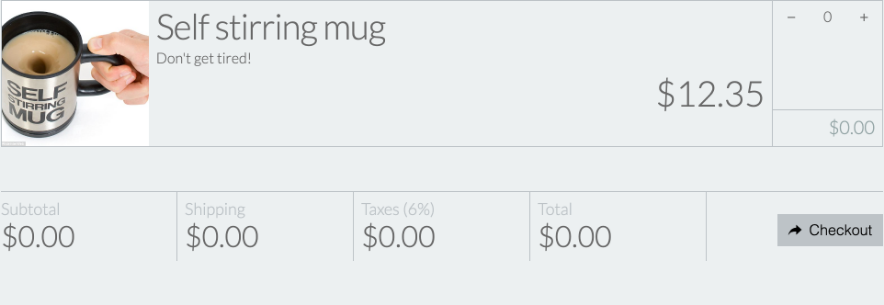 SELF
STIRRING
MUG
Self stirring mug
Don't get tired!
$12.35
− 0 +
$0.00
Subtotal
$0.00
Shipping
$0.00
Taxes (6%)
$0.00
Total
$0.00
Checkout